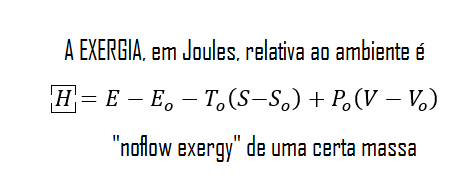 A EXERGIA, em Joules, relativa ao ambiente é
H = E − Eₒ − Tₒ(S−Sₒ) + Pₒ(V − Vₒ)
"noflow exergy" de uma certa massa